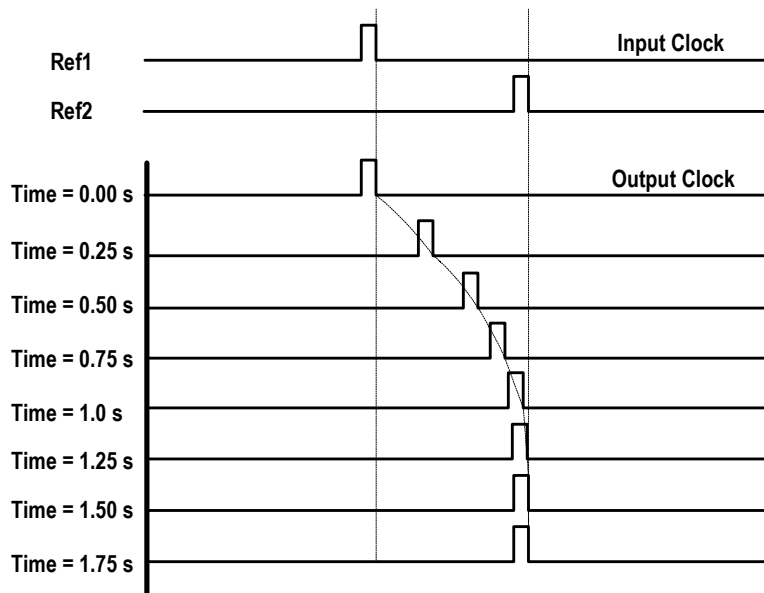 Input Clock
Ref1
Ref2
Output Clock
Time = 0.00 s
Time = 0.25 s
Time = 0.50 s
Time = 0.75 s
Time = 1.0 s
Time = 1.25 s
Time = 1.50 s
Time = 1.75 s